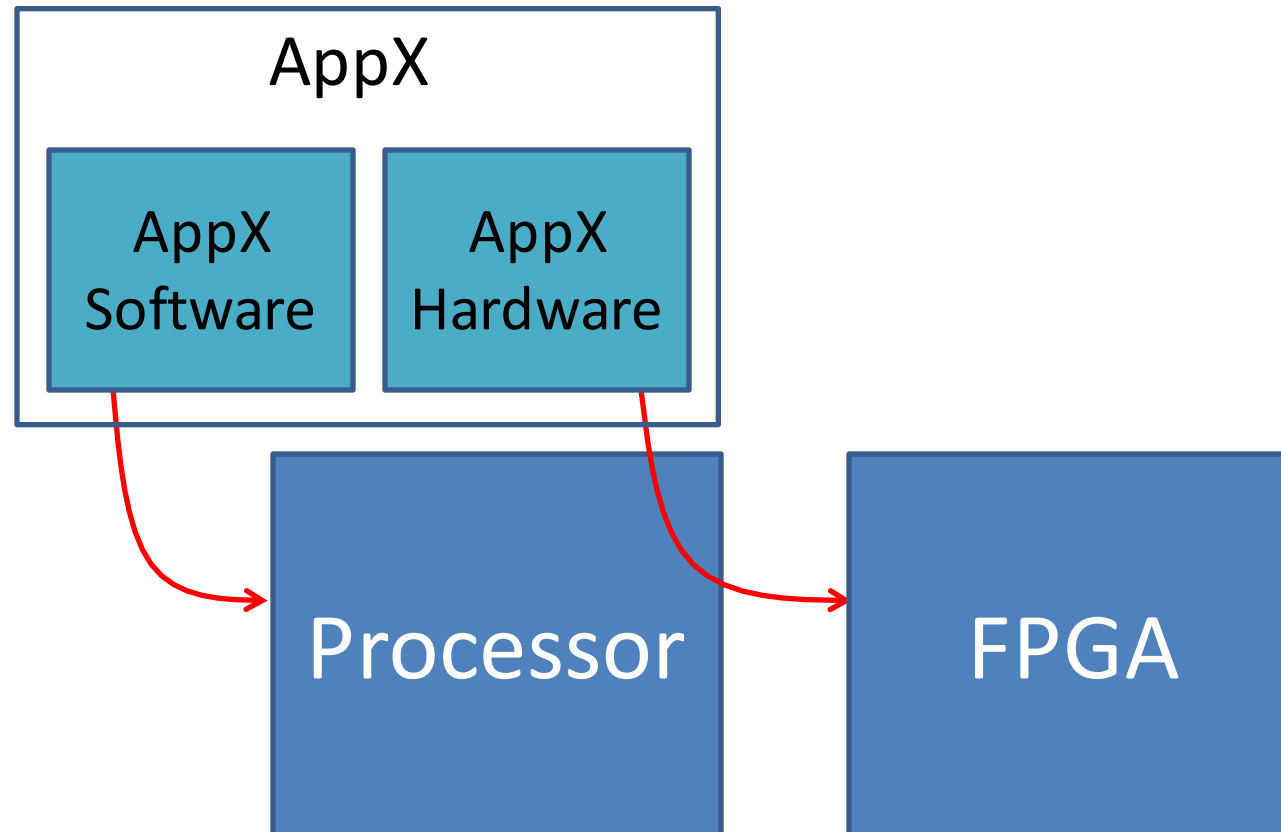 AppX
AppX
Software
AppX
Hardware
Processor
FPGA